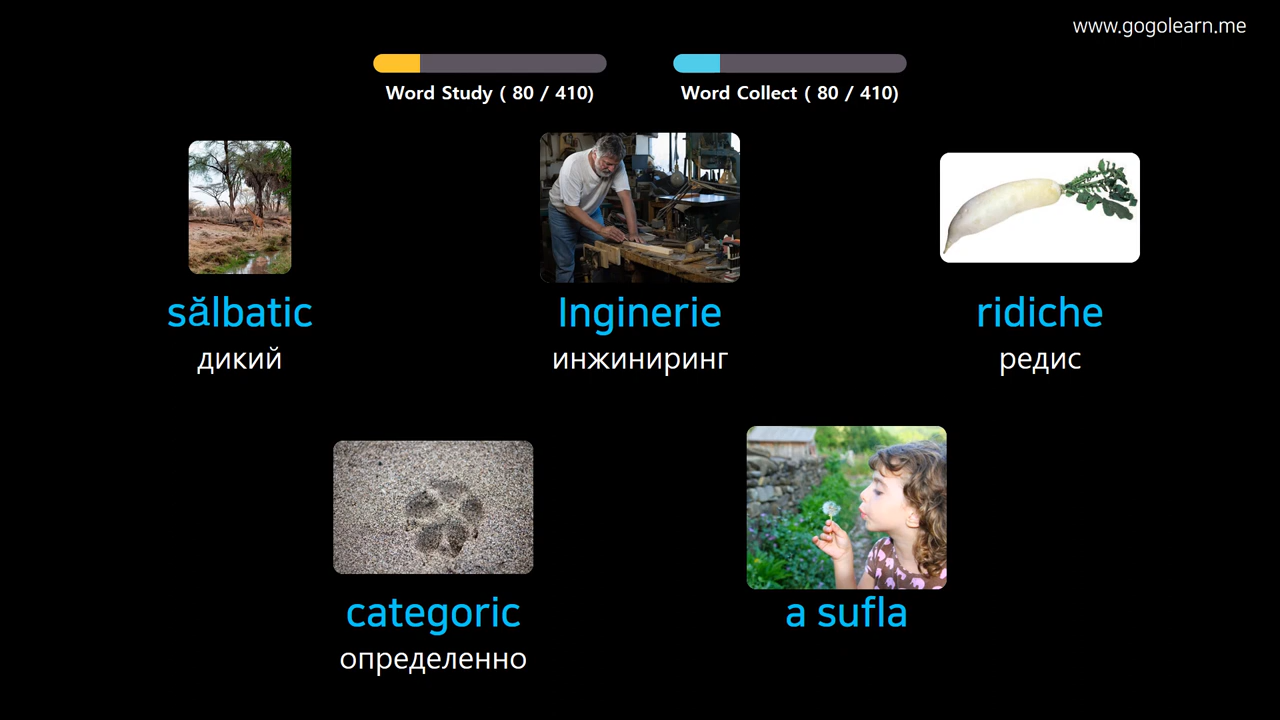 www.gogolearn.me
Word Study ( 80 / 410)
Word Collect ( 80 / 410)
sălbatic
дикий
Inginerie
инжиниринг
ridiche
редис
categoric
определенно
a sufla